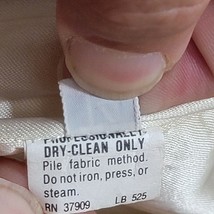 PROFESSIONALLY
DRY-CLEAN ONLY
Pile fabric method.
Do not iron, press, or
steam.
RN 37909 LB 525